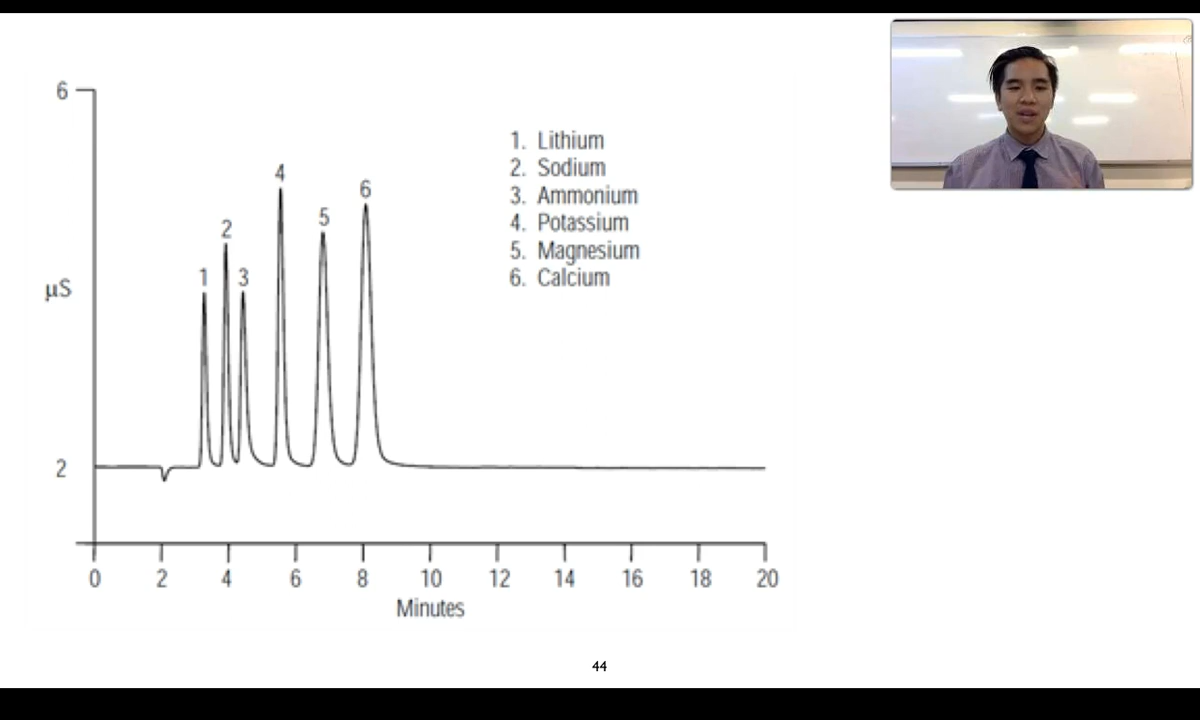 6
4
6
2
5
1
3
µS
2
1. Lithium
2. Sodium
3. Ammonium
4. Potassium
5. Magnesium
6. Calcium
0 2 4 6 8 10 12 14 16 18 20
Minutes
44